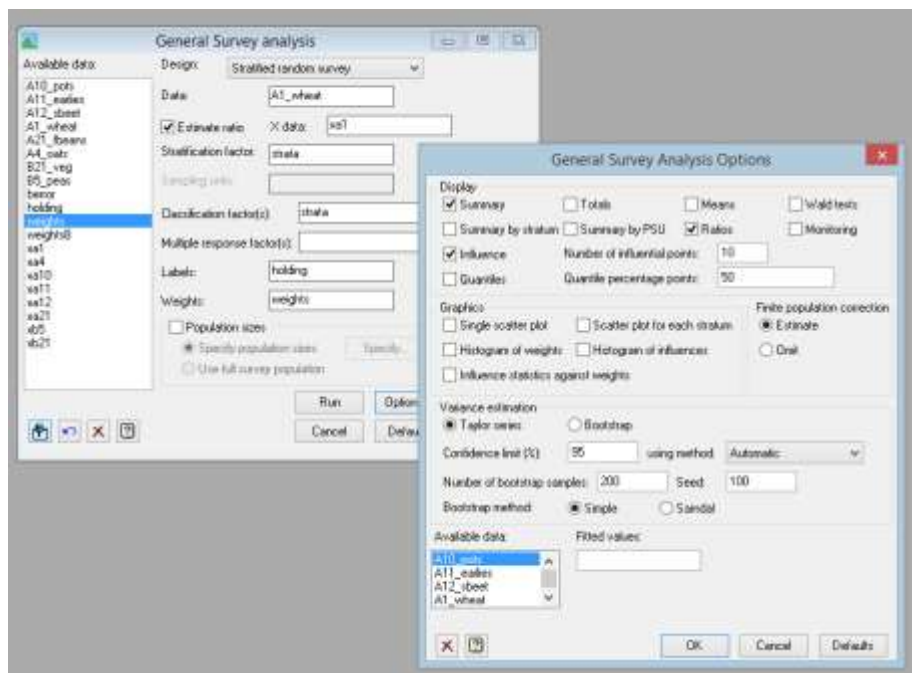 General Survey analysis
Available data:
A10_pots
A11_earlies
A12_sbeet
A1_wheat
A21_fbeans
A4_oats
B21_veg
B5_peas
holding
weights
weights8
xa1
xa4
xa10
xa11
xa12
xa21
xb5
xb21
Design: Stratified random survey
Data: A1_wheat
Estimate ratio X data: xa1
Stratification factor: strata
Sampling units:
Classification factor(s): strata
Multiple response factor(s):
Labels: holding
Weights: weights
Population sizes
Specify population sizes Specify...
Use full survey population
Run Option
Cancel Defau
General Survey Analysis Options
Display
Summary Totals Means Wald tests
Summary by stratum Summary by PSU Ratios Monitoring
Influence Number of influential points: 10
Quantiles Quantile percentage points: 50
Graphics
Single scatter plot Scatter plot for each stratum
Histogram of weights Histogram of influences
Influence statistics against weights
Finite population correction
Estimate
Omit
Variance estimation
Taylor series Bootstrap
Confidence limit (%): 95 using method: Automatic
Number of bootstrap samples: 200 Seed: 100
Bootstrap method: Simple Sarndal
Available data:
A10_pots
A11_earlies
A12_sbeet
A1_wheat
Fitted values:
OK Cancel Defaults